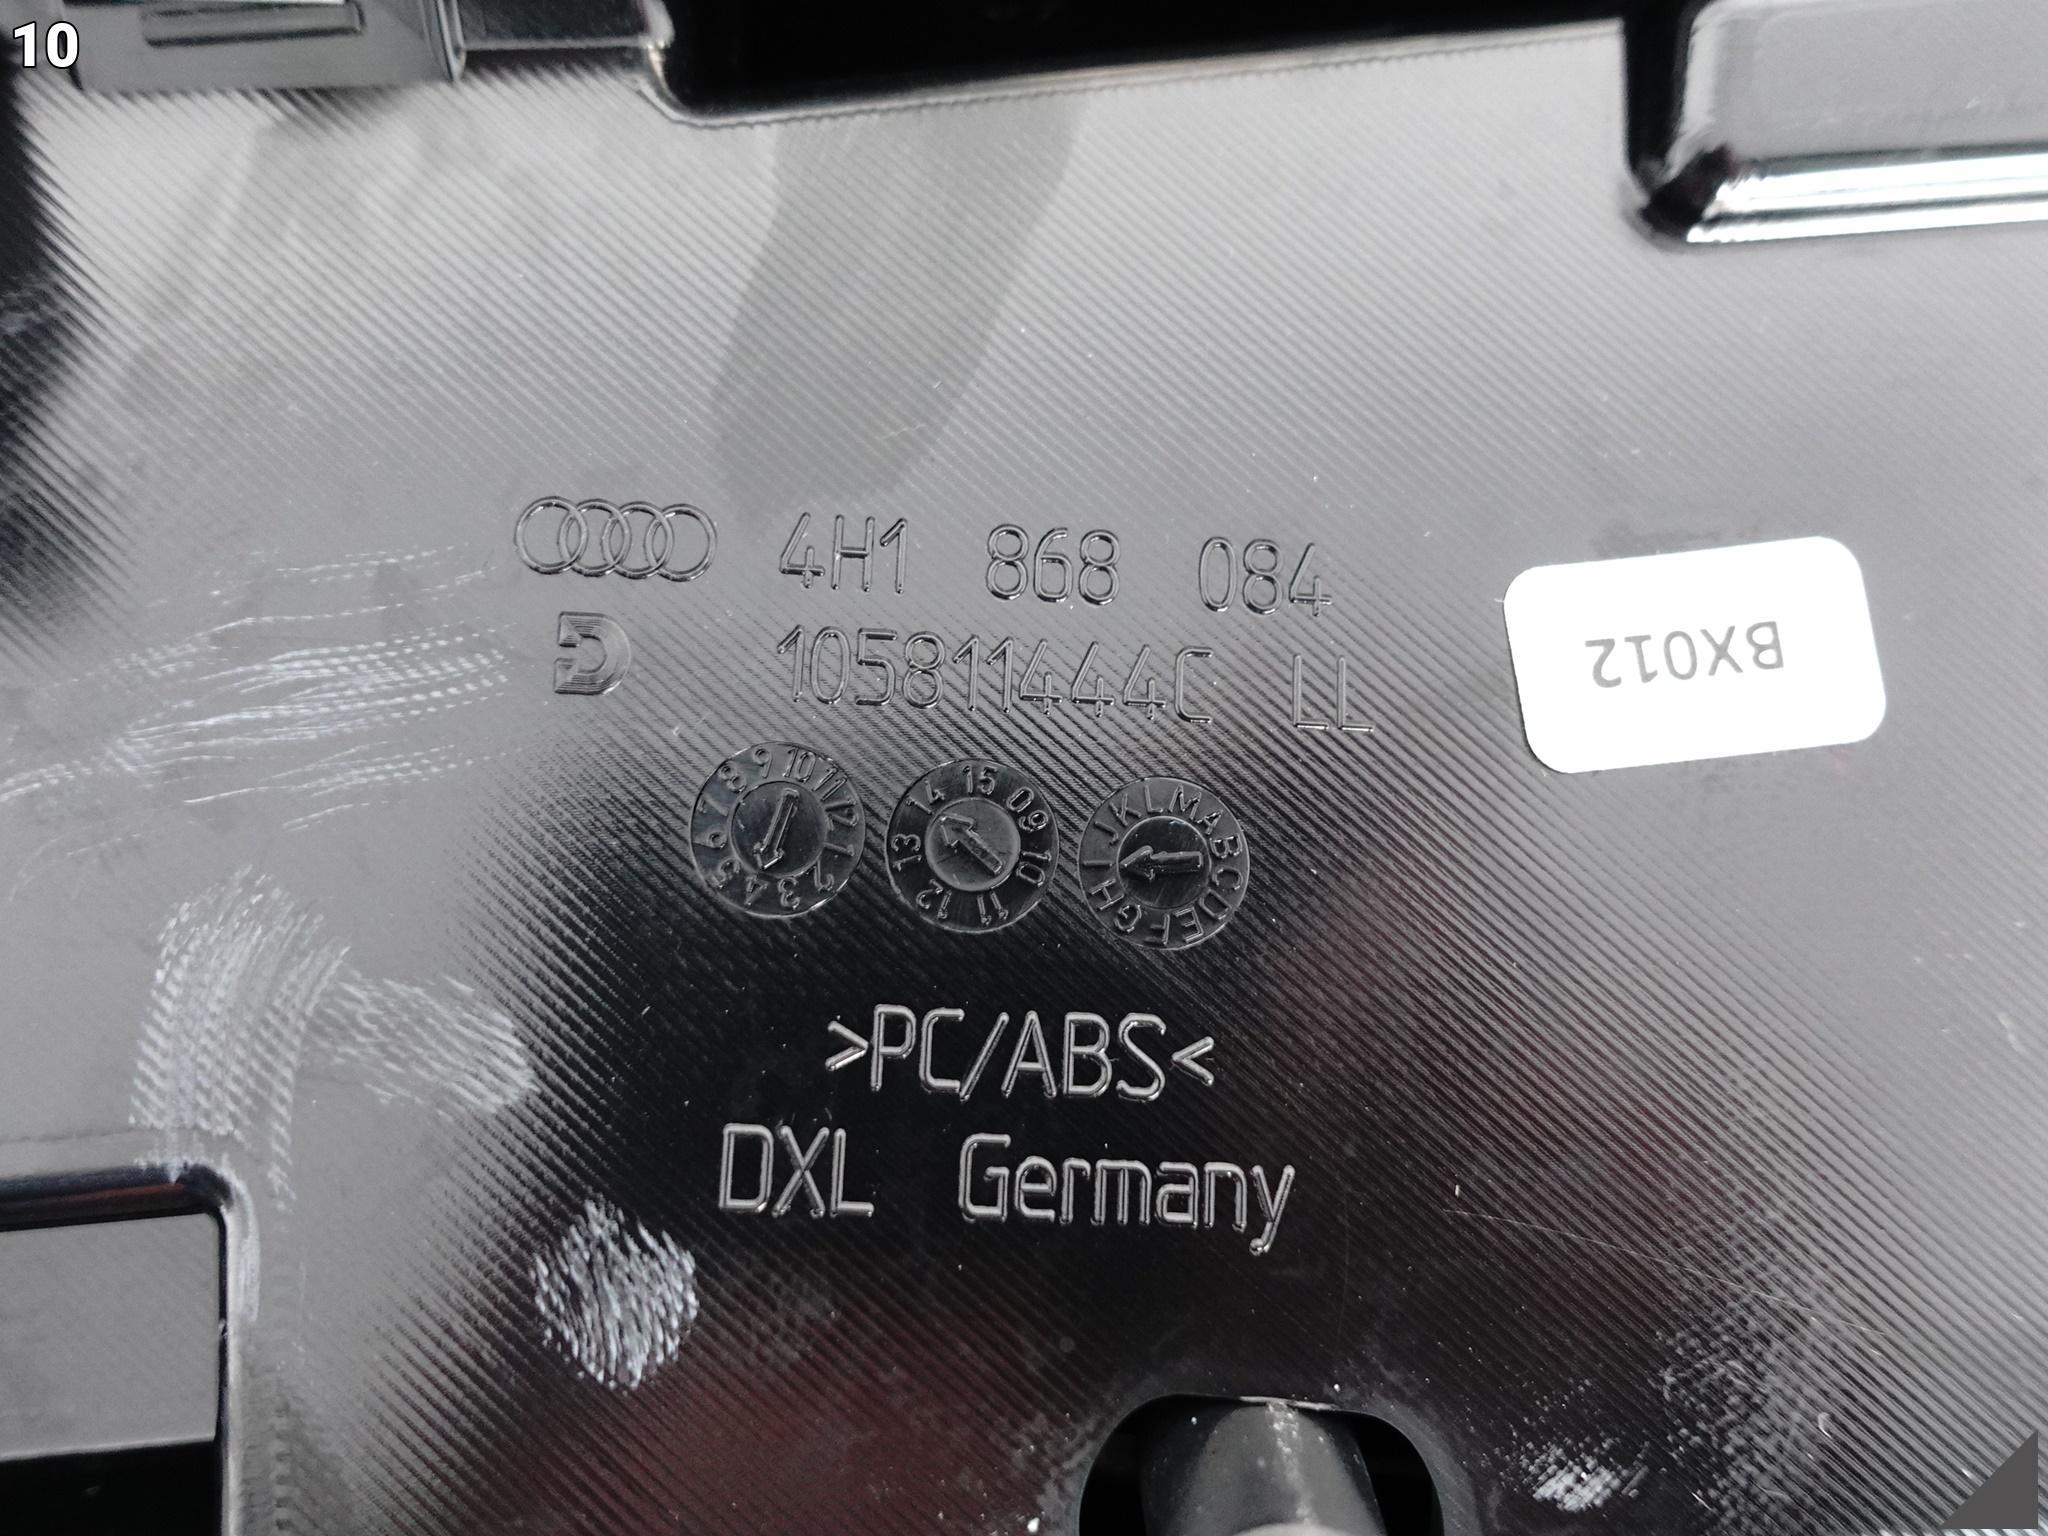 10
4H1 868 084
105811444C LL
BX012
1 2 3 4 5 6 7 8 9 10 11 12
09 10 11 12 13 14 15
A B C D E F G H I J K L M
>PC/ABS<
DXL Germany